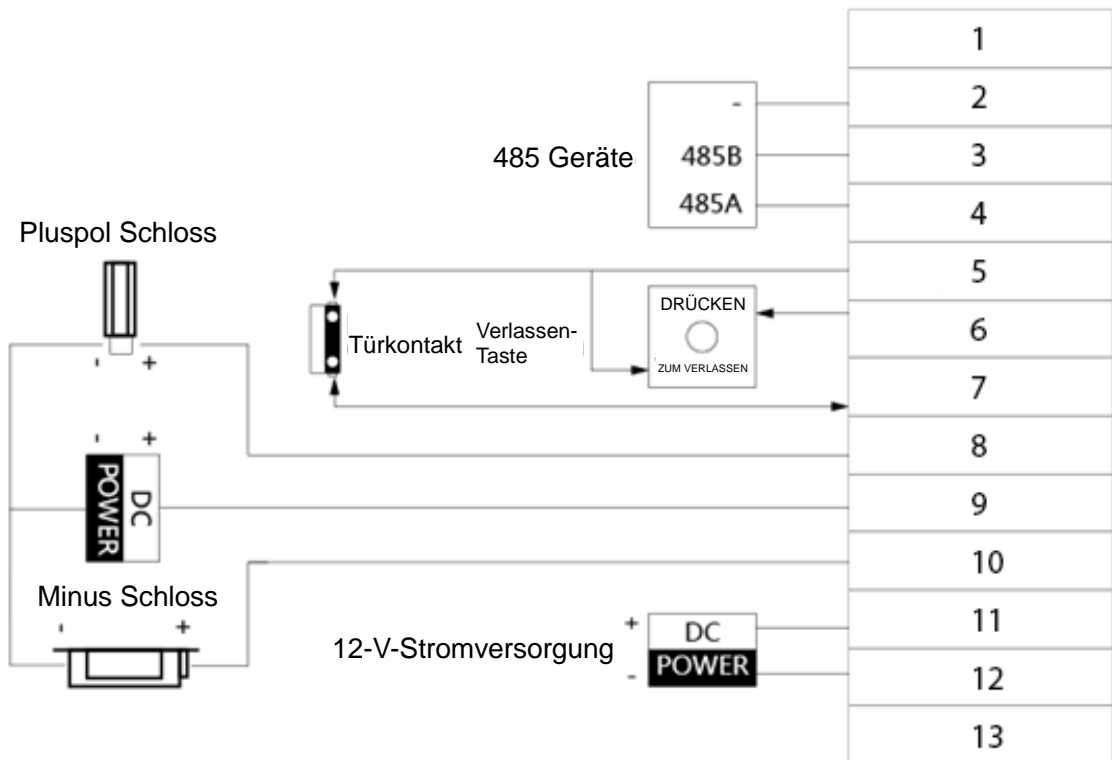 1
2
3
4
5
6
7
8
9
10
11
12
13
485 Geräte
-
485B
485A
Pluspol Schloss
- +
Türkontakt
Verlassen-
Taste
DRÜCKEN
ZUM VERLASSEN
- +
DC
POWER
Minus Schloss
- +
12-V-Stromversorgung
+
-
DC
POWER